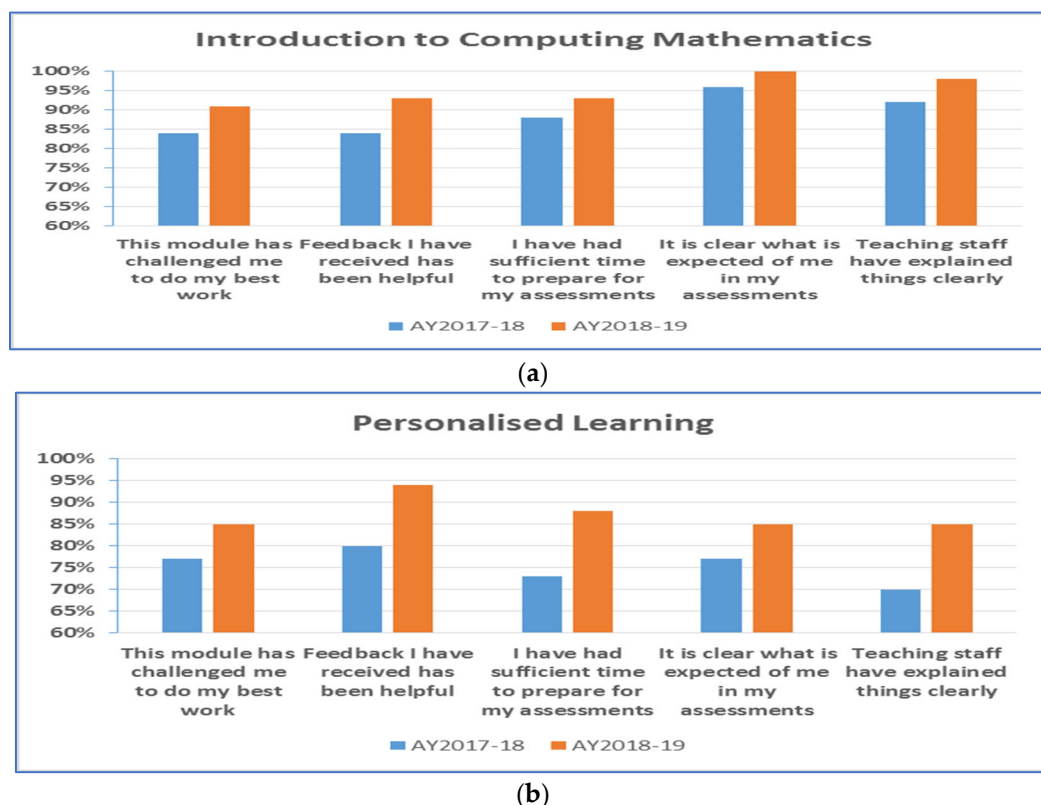 Introduction to Computing Mathematics
100%
95%
90%
85%
80%
75%
70%
65%
60%
This module has
challenged me
to do my best
work
Feedback I have
received has
been helpful
I have had
sufficient time
to prepare for
my assessments
It is clear what is
expected of me
in my
assessments
Teaching staff
have explained
things clearly
AY2017-18 AY2018-19
(a)
Personalised Learning
100%
95%
90%
85%
80%
75%
70%
65%
60%
This module has
challenged me
to do my best
work
Feedback I have
received has
been helpful
I have had
sufficient time
to prepare for
my assessments
It is clear what is
expected of me
in my
assessments
Teaching staff
have explained
things clearly
AY2017-18 AY2018-19
(b)